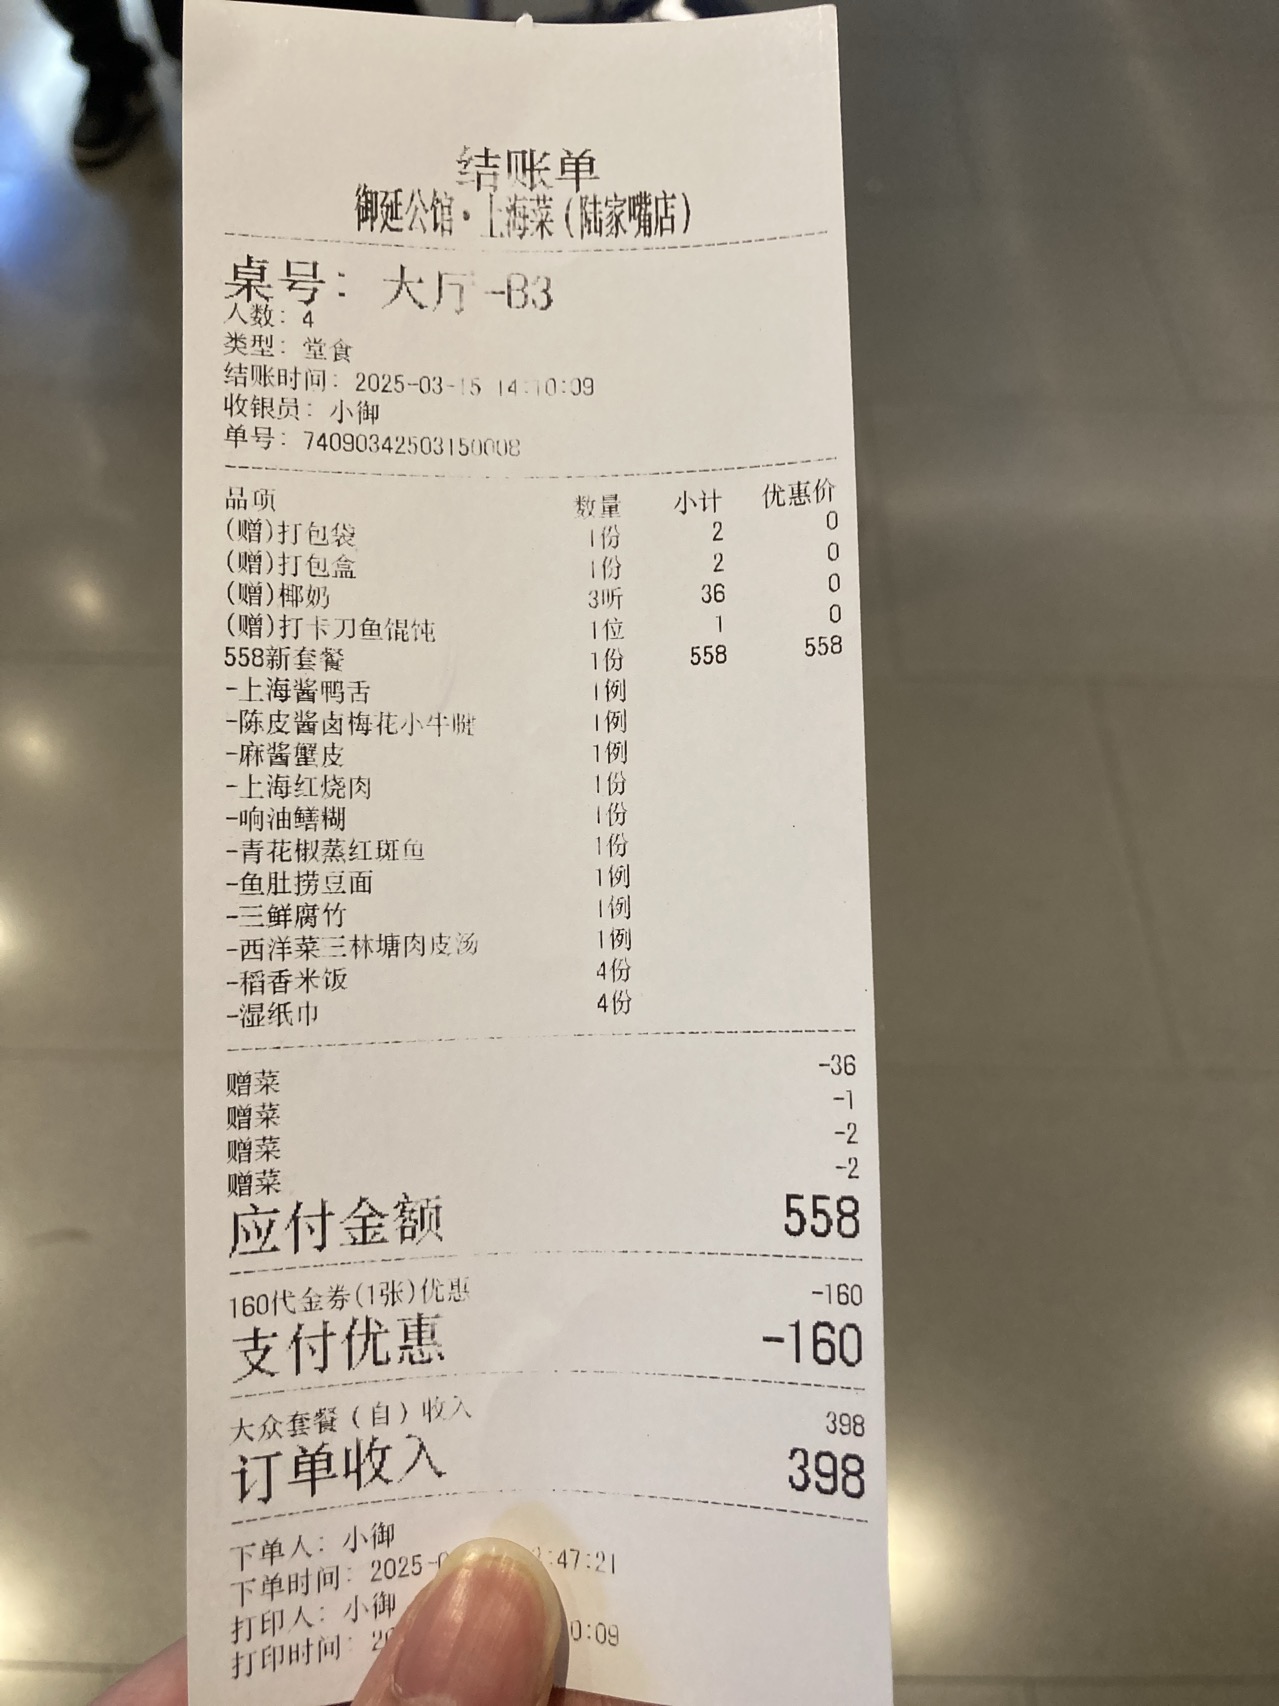 结账单
御延公馆·上海菜(陆家嘴店)
桌号: 大厅-B3
人数: 4
类型: 堂食
结账时间: 2025-03-15 14:10:09
收银员: 小御
单号: 74090342503150008
品项 数量 小计 优惠价
(赠)打包袋 1份 2 0
(赠)打包盒 1份 2 0
(赠)椰奶 3听 36 0
(赠)打卡刀鱼馄饨 1位 1 0
558新套餐 1份 558 558
-上海酱鸭舌 1例
-陈皮酱卤梅花小牛腱 1例
-麻酱蟹皮 1例
-上海红烧肉 1份
-响油鳝糊 1份
-青花椒蒸红斑鱼 1份
-鱼肚捞豆面 1例
-三鲜腐竹 1例
-西洋菜三林塘肉皮汤 1例
-稻香米饭 4份
-湿纸巾 4份
赠菜 -36
赠菜 -1
赠菜 -2
赠菜 -2
应付金额 558
160代金券(1张)优惠 -160
支付优惠 -160
大众套餐(自)收入 398
订单收入 398
下单人: 小御
下单时间: 2025- :47:21
打印人: 小御
打印时间: 20 0:09